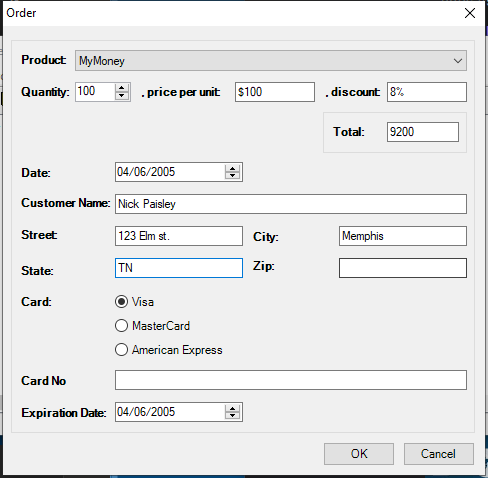 Order
Product: MyMoney
Quantity: 100 , price per unit: $100 , discount: 8%
Total: 9200
Date: 04/06/2005
Customer Name: Nick Paisley
Street: 123 Elm st. City: Memphis
State: TN Zip:
Card: Visa
MasterCard
American Express
Card No
Expiration Date: 04/06/2005
OK Cancel